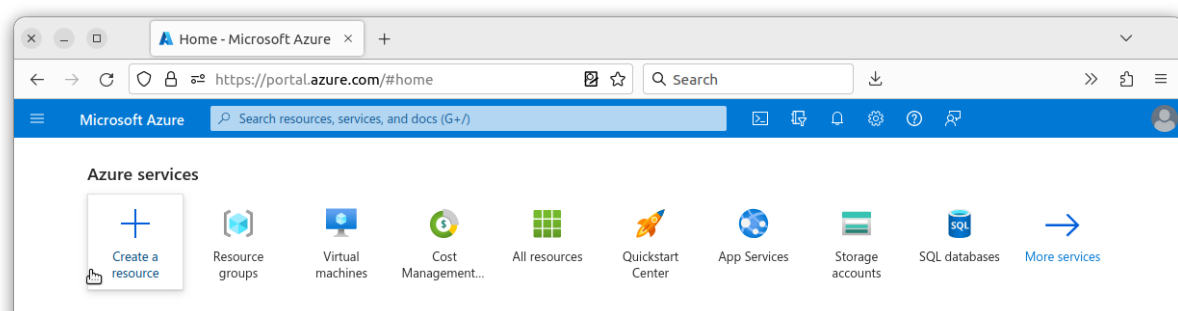 Home - Microsoft Azure
https://portal.azure.com/#home
Search
Microsoft Azure
Search resources, services, and docs (G+/)
Azure services
Create a
resource
Resource
groups
Virtual
machines
Cost
Management...
All resources
Quickstart
Center
App Services
Storage
accounts
SQL
SQL databases
More services